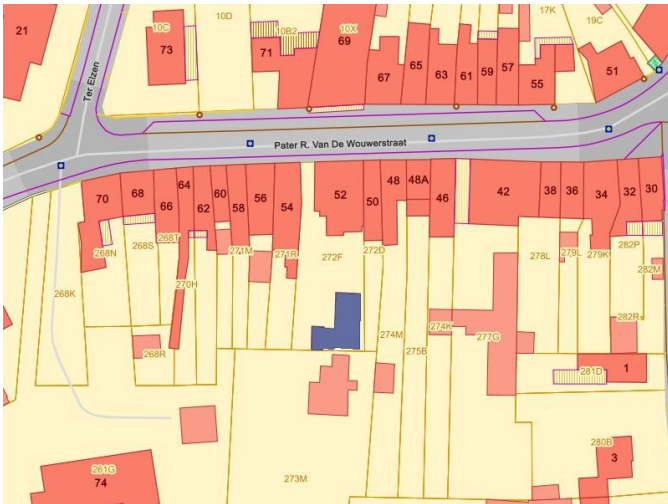 21
10C
73
10D
10B2
71
10X
69
67
65
63
61
59
57
17K
55
19C
51
Ter Elzen
Pater R. Van De Wouwerstraat
70
68
66
64
62
60
58
56
54
52
50
48
48A
46
42
38
36
34
32
30
268K
268N
268S
268T
270H
271M
271R
272F
272D
274M
275B
274K
277G
278L
279L
279K
282P
282M
282R
268R
281D
1
261G
74
273M
280B
3